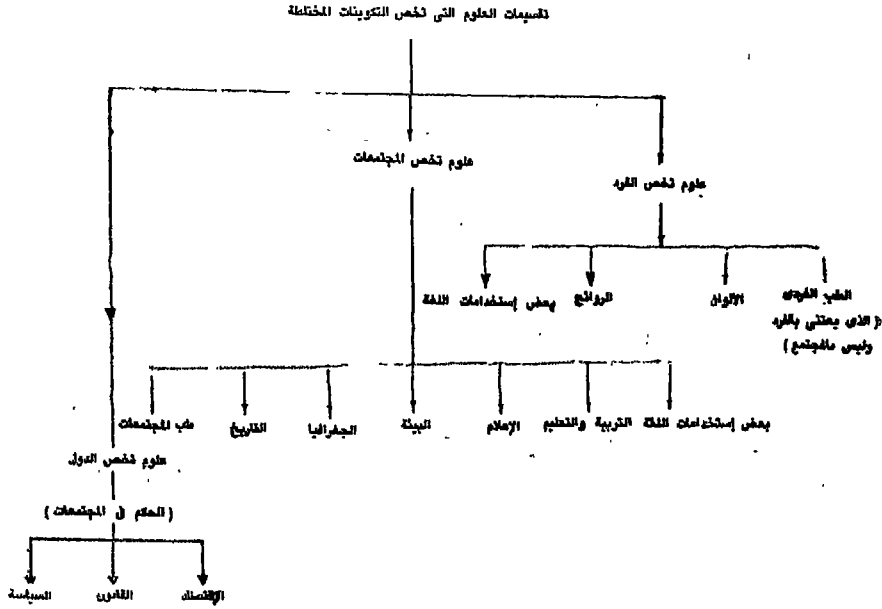 تقسيمات العلوم التى تخص التكوينات المختلطة
علوم تخص المجتمعات
علوم تخص الفرد
الطب الفردى
( الذى يعتنى بالفرد
وليس بالمجتمع )
الألوان
الروائح
بعض إستخدامات اللغة
بعض إستخدامات اللغة
التربية والتعليم
الإعلام
البيئة
الجغرافيا
التاريخ
طب المجتمعات
علوم تخص الدول
( الحكم فى المجتمعات )
الإقتصاد
القانون
السياسة